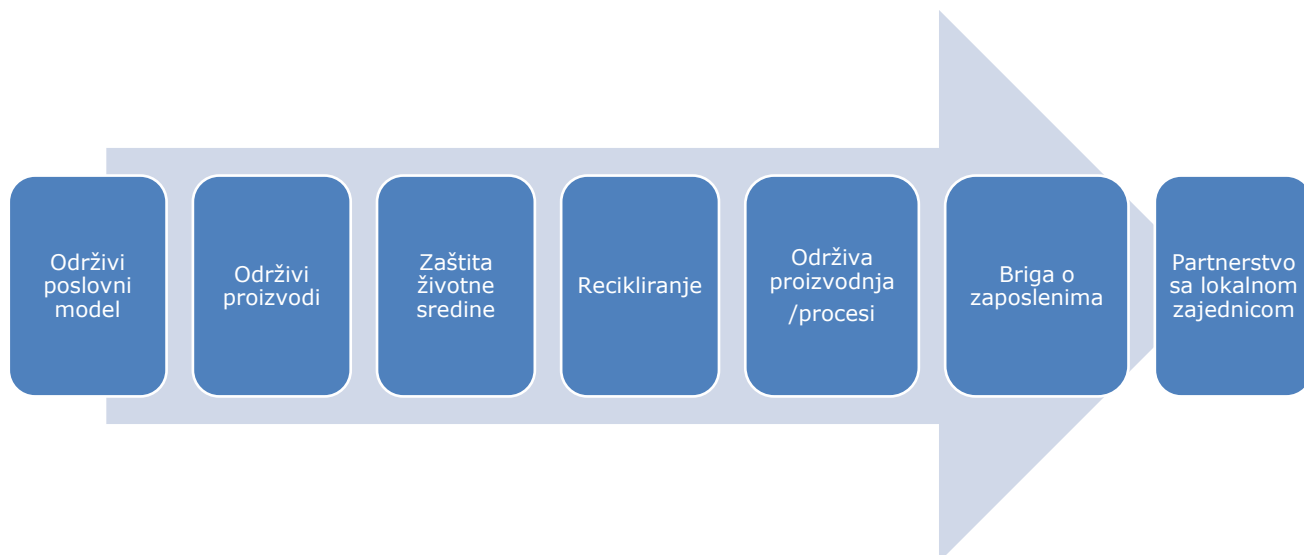 Održivi
poslovni
model
Održivi
proizvodi
Zaštita
životne
sredine
Recikliranje
Održiva
proizvodnja
/procesi
Briga o
zaposlenima
Partnerstvo
sa lokalnom
zajednicom